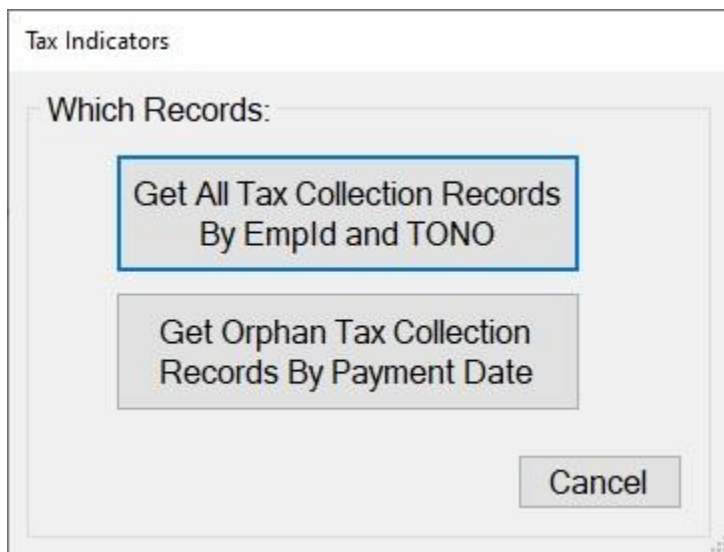 Tax Indicators
Which Records:
Get All Tax Collection Records
By EmpId and TONO
Get Orphan Tax Collection
Records By Payment Date
Cancel